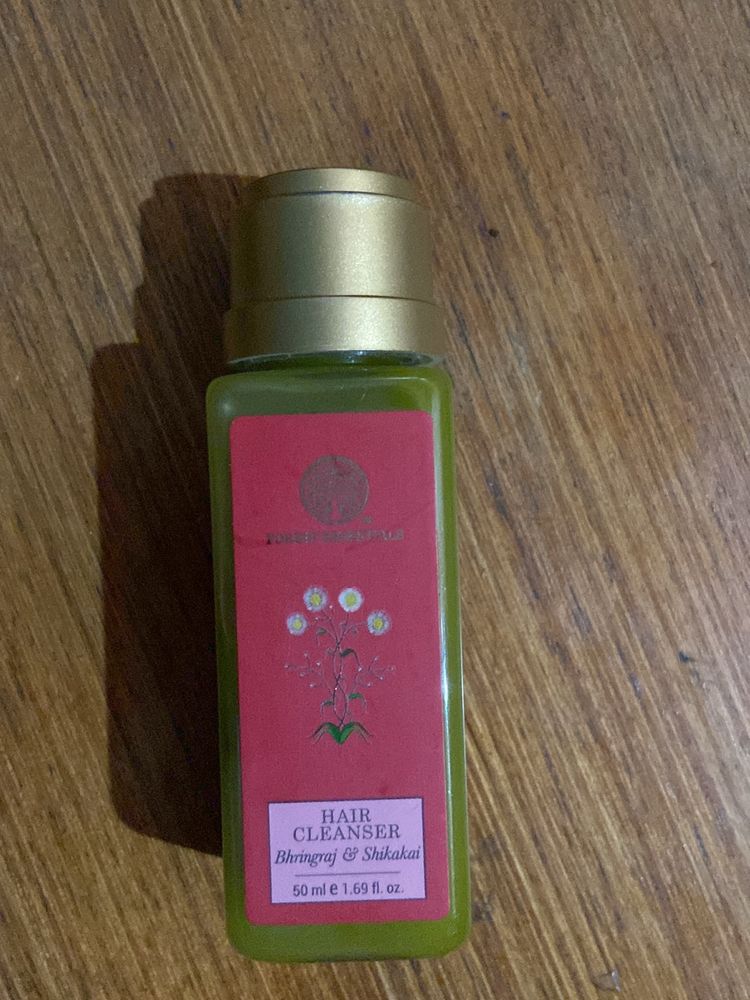 FOREST ESSENTIALS
HAIR
CLEANSER
Bhringraj & Shikakai
50 ml e 1.69 fl. oz.